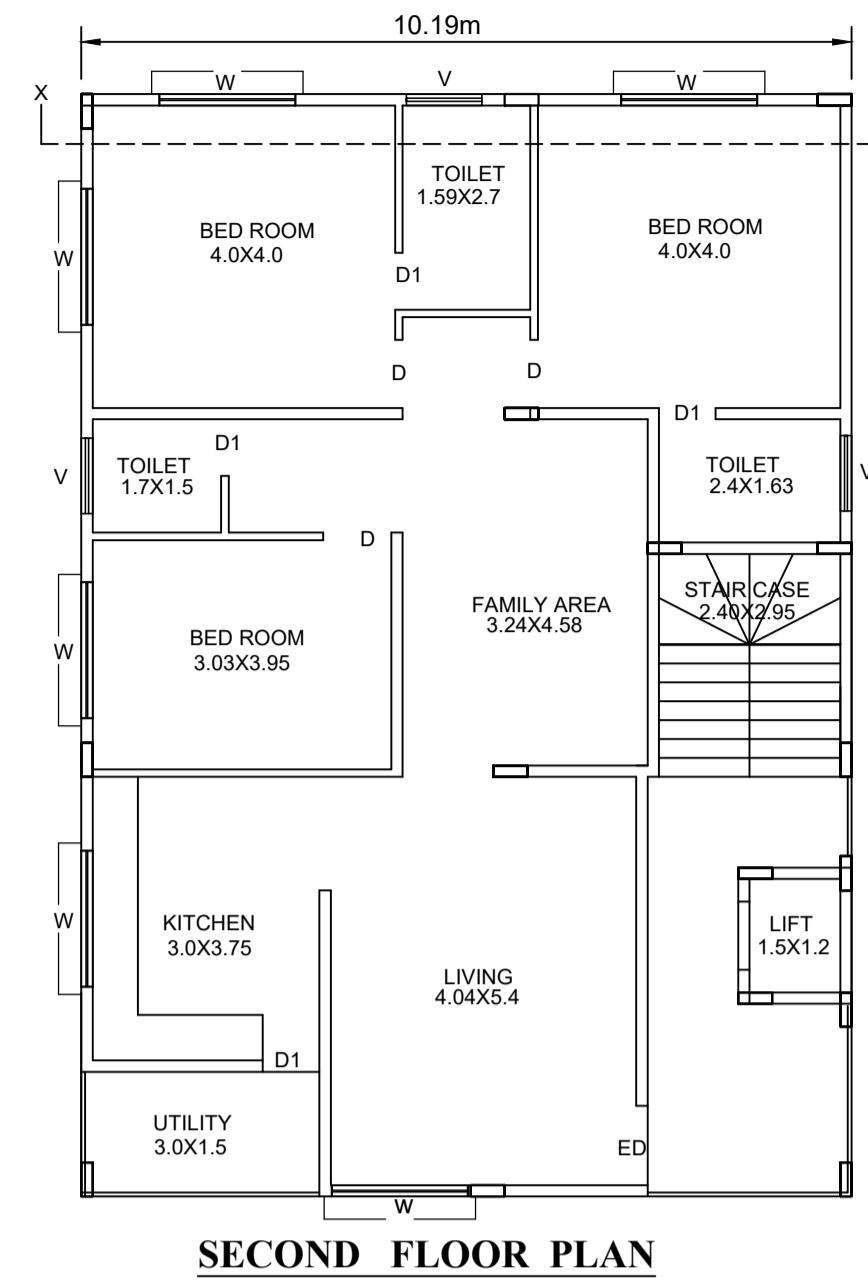 10.19m
W
V
W
X
TOILET
1.59X2.7
BED ROOM
4.0X4.0
BED ROOM
4.0X4.0
W
D1
D
D
D1
D1
V
TOILET
1.7X1.5
TOILET
2.4X1.63
V
D
STAIR CASE
2.40X2.95
FAMILY AREA
3.24X4.58
BED ROOM
3.03X3.95
W
KITCHEN
3.0X3.75
W
LIFT
1.5X1.2
LIVING
4.04X5.4
D1
UTILITY
3.0X1.5
ED
W
SECOND FLOOR PLAN